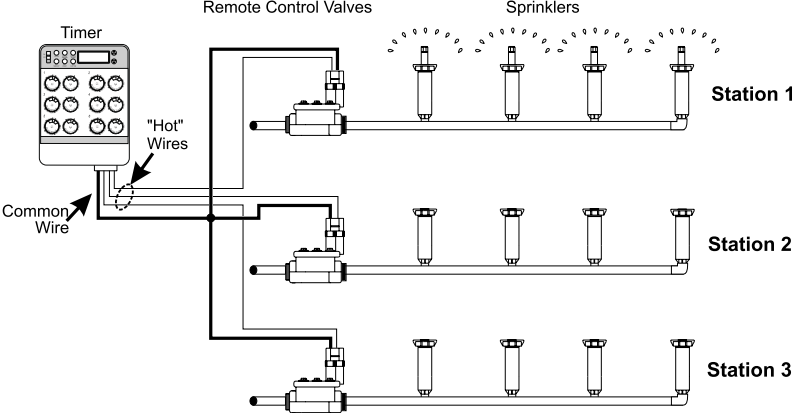 Remote Control Valves
Sprinklers
Timer
Station 1
"Hot"
Wires
Common
Wire
Station 2
Station 3